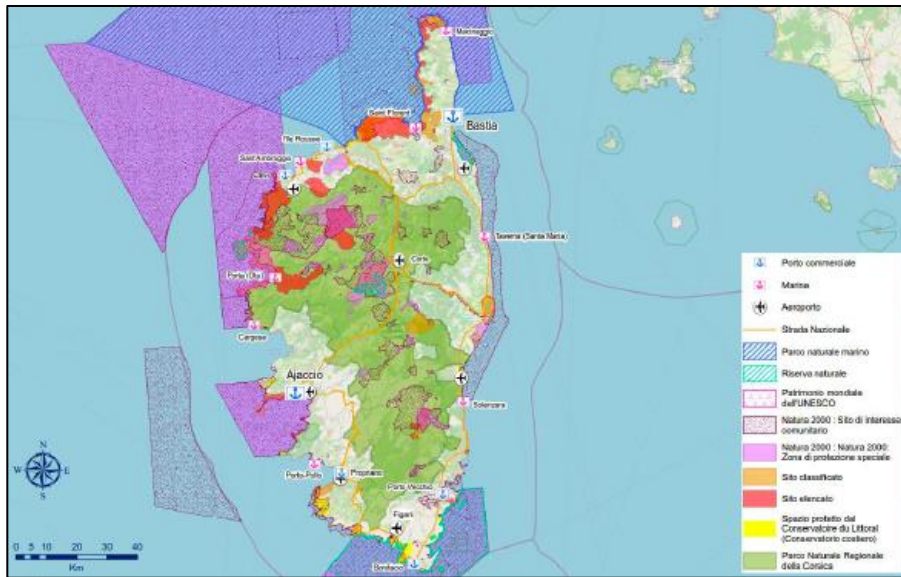 Macinaggio
Saint Florent
Bastia
l'Ile Rousse
Sant'Ambroggio
Calvi
Taverna (Santa Maria)
Corte
Porto (Ota)
Cargese
Ajaccio
Solenzara
Porto-Pollo
Propriano
Porto Vecchio
Figari
Bonifacio
N
W
E
S
0 5 10 20 30 40
Km
Porto commerciale
Marina
Aeroporto
Strada Nazionale
Parco naturale marino
Riserva naturale
Patrimonio mondiale
dell'UNESCO
Natura 2000 : Sito di interesse
comunitario
Natura 2000 : Natura 2000:
Zona di protezione speciale
Sito classificato
Sito elencato
Spazio protetto dal
Conservatoire du Littoral
(Conservatorio costiero)
Parco Naturale Regionale
della Corsica